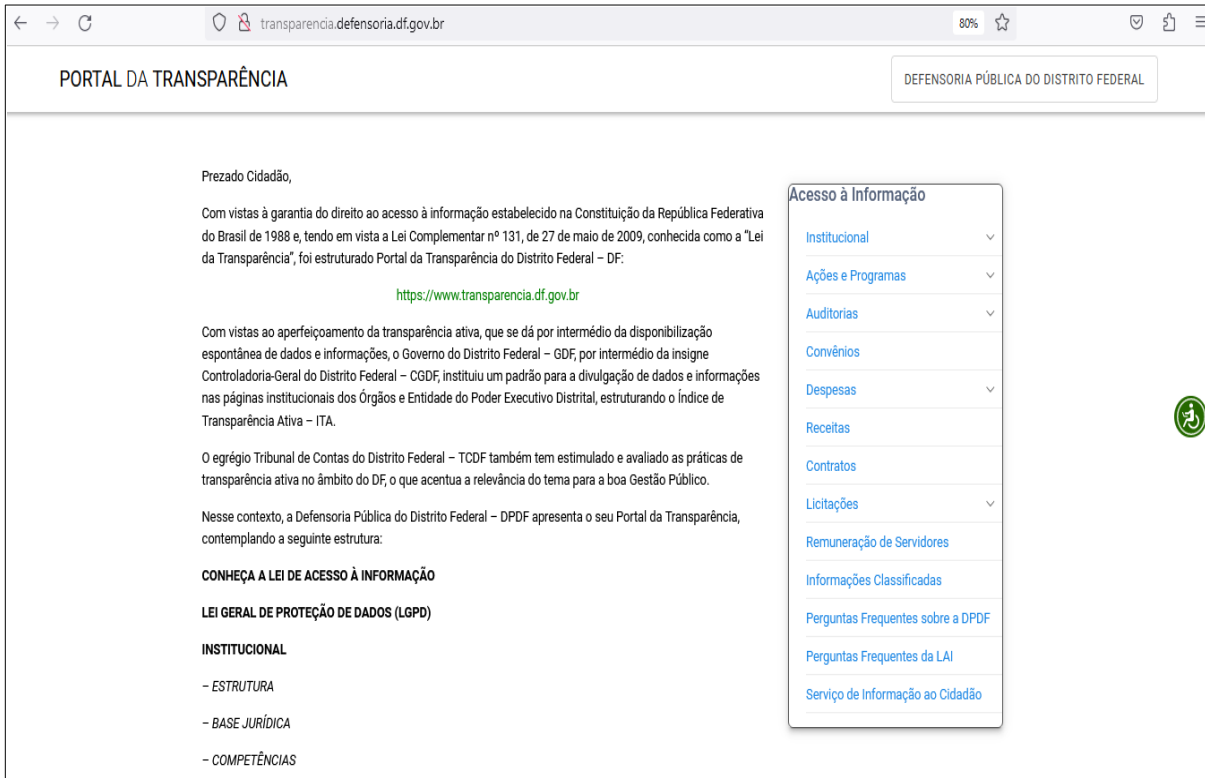 transparencia.defensoria.df.gov.br
80%
PORTAL DA TRANSPARÊNCIA
DEFENSORIA PÚBLICA DO DISTRITO FEDERAL
Prezado Cidadão,
Com vistas à garantia do direito ao acesso à informação estabelecido na Constituição da República Federativa
do Brasil de 1988 e, tendo em vista a Lei Complementar nº 131, de 27 de maio de 2009, conhecida como a “Lei
da Transparência”, foi estruturado Portal da Transparência do Distrito Federal – DF:
https://www.transparencia.df.gov.br
Com vistas ao aperfeiçoamento da transparência ativa, que se dá por intermédio da disponibilização
espontânea de dados e informações, o Governo do Distrito Federal – GDF, por intermédio da insigne
Controladoria-Geral do Distrito Federal – CGDF, instituiu um padrão para a divulgação de dados e informações
nas páginas institucionais dos Órgãos e Entidade do Poder Executivo Distrital, estruturando o Índice de
Transparência Ativa – ITA.
O egrégio Tribunal de Contas do Distrito Federal – TCDF também tem estimulado e avaliado as práticas de
transparência ativa no âmbito do DF, o que acentua a relevância do tema para a boa Gestão Público.
Nesse contexto, a Defensoria Pública do Distrito Federal – DPDF apresenta o seu Portal da Transparência,
contemplando a seguinte estrutura:
CONHEÇA A LEI DE ACESSO À INFORMAÇÃO
LEI GERAL DE PROTEÇÃO DE DADOS (LGPD)
INSTITUCIONAL
– ESTRUTURA
– BASE JURÍDICA
– COMPETÊNCIAS
Acesso à Informação
Institucional
Ações e Programas
Auditorias
Convênios
Despesas
Receitas
Contratos
Licitações
Remuneração de Servidores
Informações Classificadas
Perguntas Frequentes sobre a DPDF
Perguntas Frequentes da LAI
Serviço de Informação ao Cidadão